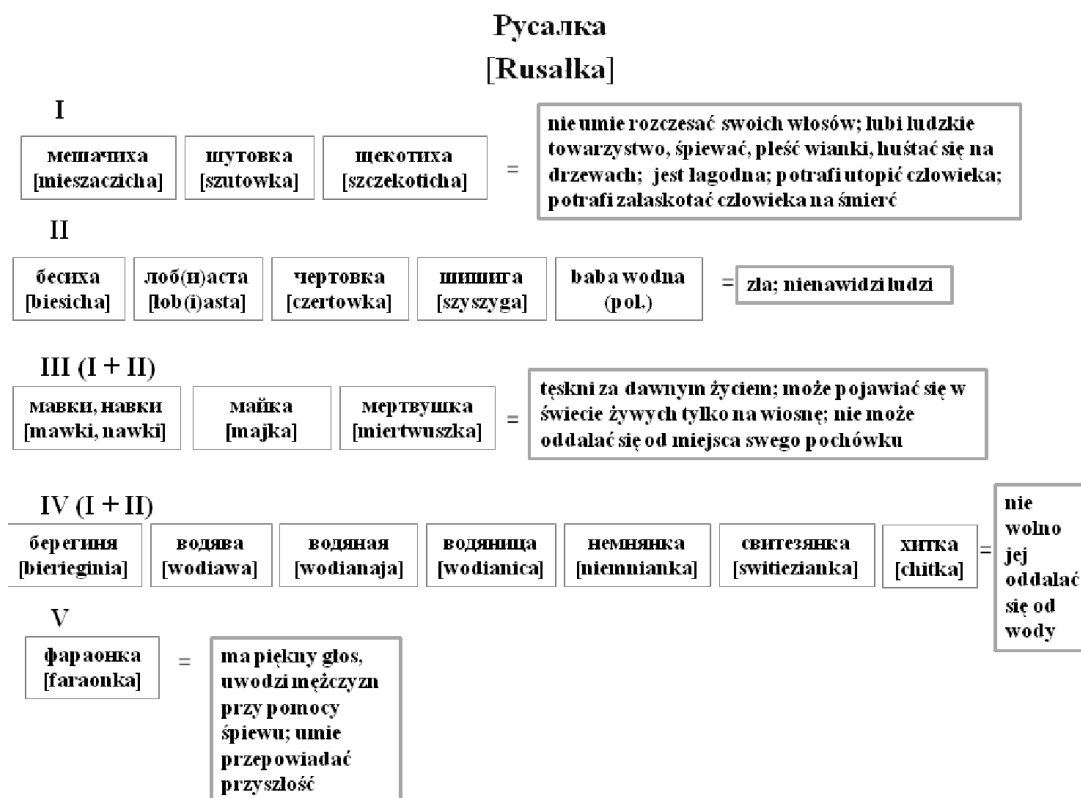 Русалка
[Rusałka]
I
мешачиха
[mieszaczicha]
шутовка
[szutowka]
щекотиха
[szczekoticha]
=
nie umie rozczesać swoich włosów; lubi ludzkie
towarzystwo, śpiewać, pleść wianki, huśtać się na
drzewach; jest łagodna; potrafi utopić człowieka;
potrafi załaskotać człowieka na śmierć
II
бесиха
[biesicha]
лоб(и)аста
[łob(i)asta]
чертовка
[czertowka]
шишига
[szyszyga]
baba wodna
(pol.)
=
zła; nienawidzi ludzi
III (I + II)
мавки, навки
[mawki, nawki]
майка
[majka]
мертвушка
[miertwuszka]
=
tęskni za dawnym życiem; może pojawiać się w
świecie żywych tylko na wiosnę; nie może
oddalać się od miejsca swego pochówku
IV (I + II)
берегиня
[bierieginia]
водява
[wodiawa]
водяная
[wodianaja]
водяница
[wodianica]
немнянка
[niemnianka]
свитезянка
[switiezianka]
хитка
[chitka]
=
nie
wolno
jej
oddalać
się od
wody
V
фараонка
[faraonka]
=
ma piękny głos,
uwodzi mężczyzn
przy pomocy
śpiewu; umie
przepowiadać
przyszłość